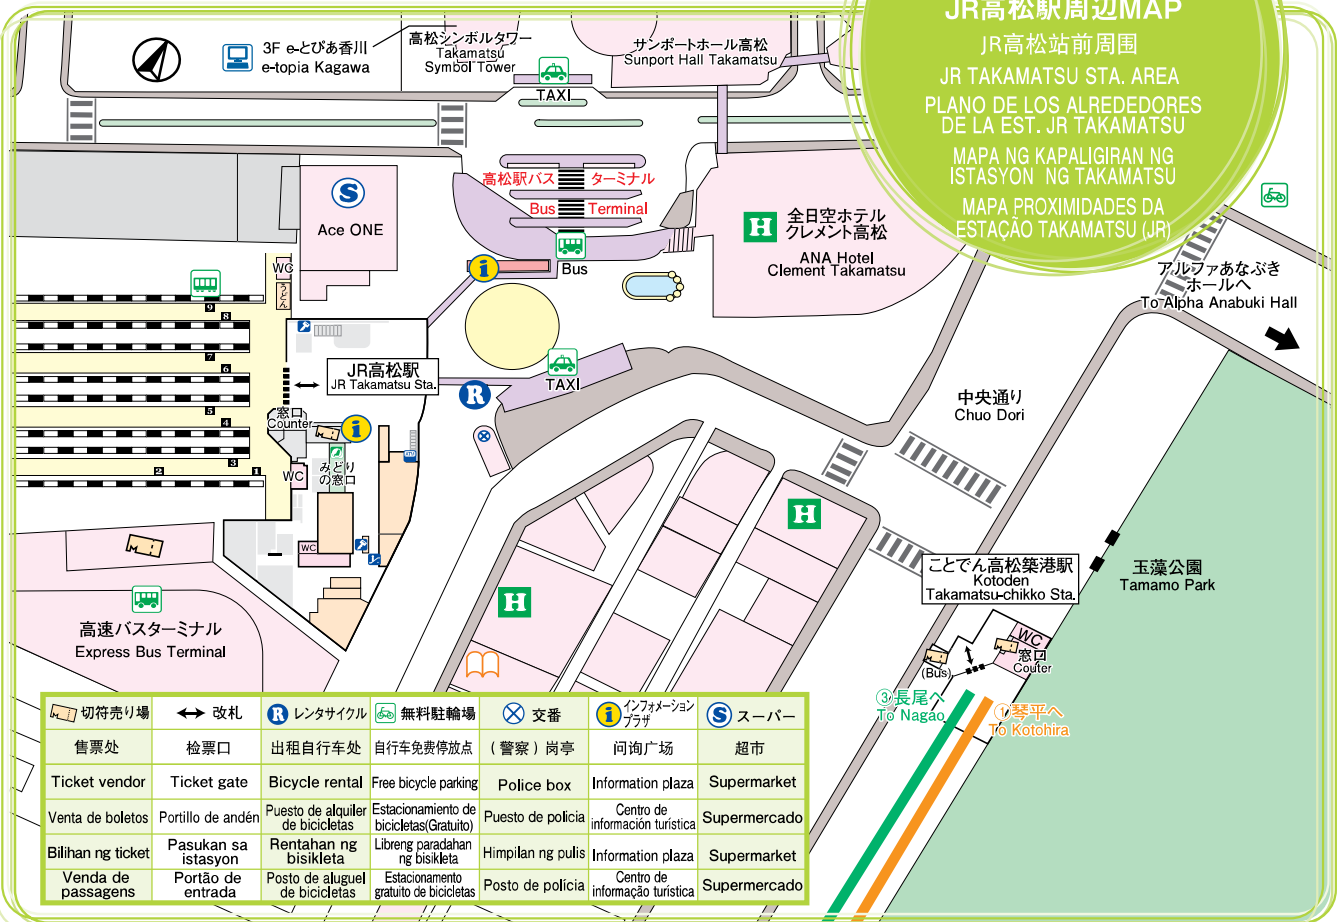 JR高松駅周辺MAP
JR高松站前周围
JR TAKAMATSU STA. AREA
PLANO DE LOS ALREDEDORES
DE LA EST. JR TAKAMATSU
MAPA NG KAPALIGIRAN NG
ISTASYON NG TAKAMATSU
MAPA PROXIMIDADES DA
ESTAÇÃO TAKAMATSU (JR)
3F e-とぴあ香川
e-topia Kagawa
高松シンボルタワー
Takamatsu
Symbol Tower
サンポートホール高松
Sunport Hall Takamatsu
TAXI
高松駅バス ターミナル
Bus Terminal
Bus
S
Ace ONE
H
全日空ホテル
クレメント高松
ANA Hotel
Clement Takamatsu
アルファあなぶき
ホールへ
To Alpha Anabuki Hall
WC
うどん
i
9
8
7
6
5
4
3
2
1
JR高松駅
JR Takamatsu Sta.
TAXI
R
窓口
Counter
i
みどり
の窓口
WC
WC
中央通り
Chuo Dori
H
H
ことでん高松築港駅
Kotoden
Takamatsu-chikko Sta.
玉藻公園
Tamamo Park
WC
窓口
Couter
(Bus)
③長尾へ
To Nagao
①琴平へ
To Kotohira
高速バスターミナル
Express Bus Terminal
切符売り場 改札 R レンタサイクル 無料駐輪場 交番 i インフォメーション プラザ S スーパー
售票处 检票口 出租自行车处 自行车免费停放点 (警察)岗亭 问询广场 超市
Ticket vendor Ticket gate Bicycle rental Free bicycle parking Police box Information plaza Supermarket
Venta de boletos Portillo de andén Puesto de alquiler de bicicletas Estacionamiento de bicicletas(Gratuito) Puesto de policia Centro de información turística Supermercado
Bilihan ng ticket Pasukan sa istasyon Rentahan ng bisikleta Libreng paradahan ng bisikleta Himpilan ng pulis Information plaza Supermarket
Venda de passagens Portão de entrada Posto de aluguel de bicicletas Estacionamento gratuito de bicicletas Posto de polícia Centro de informação turística Supermercado